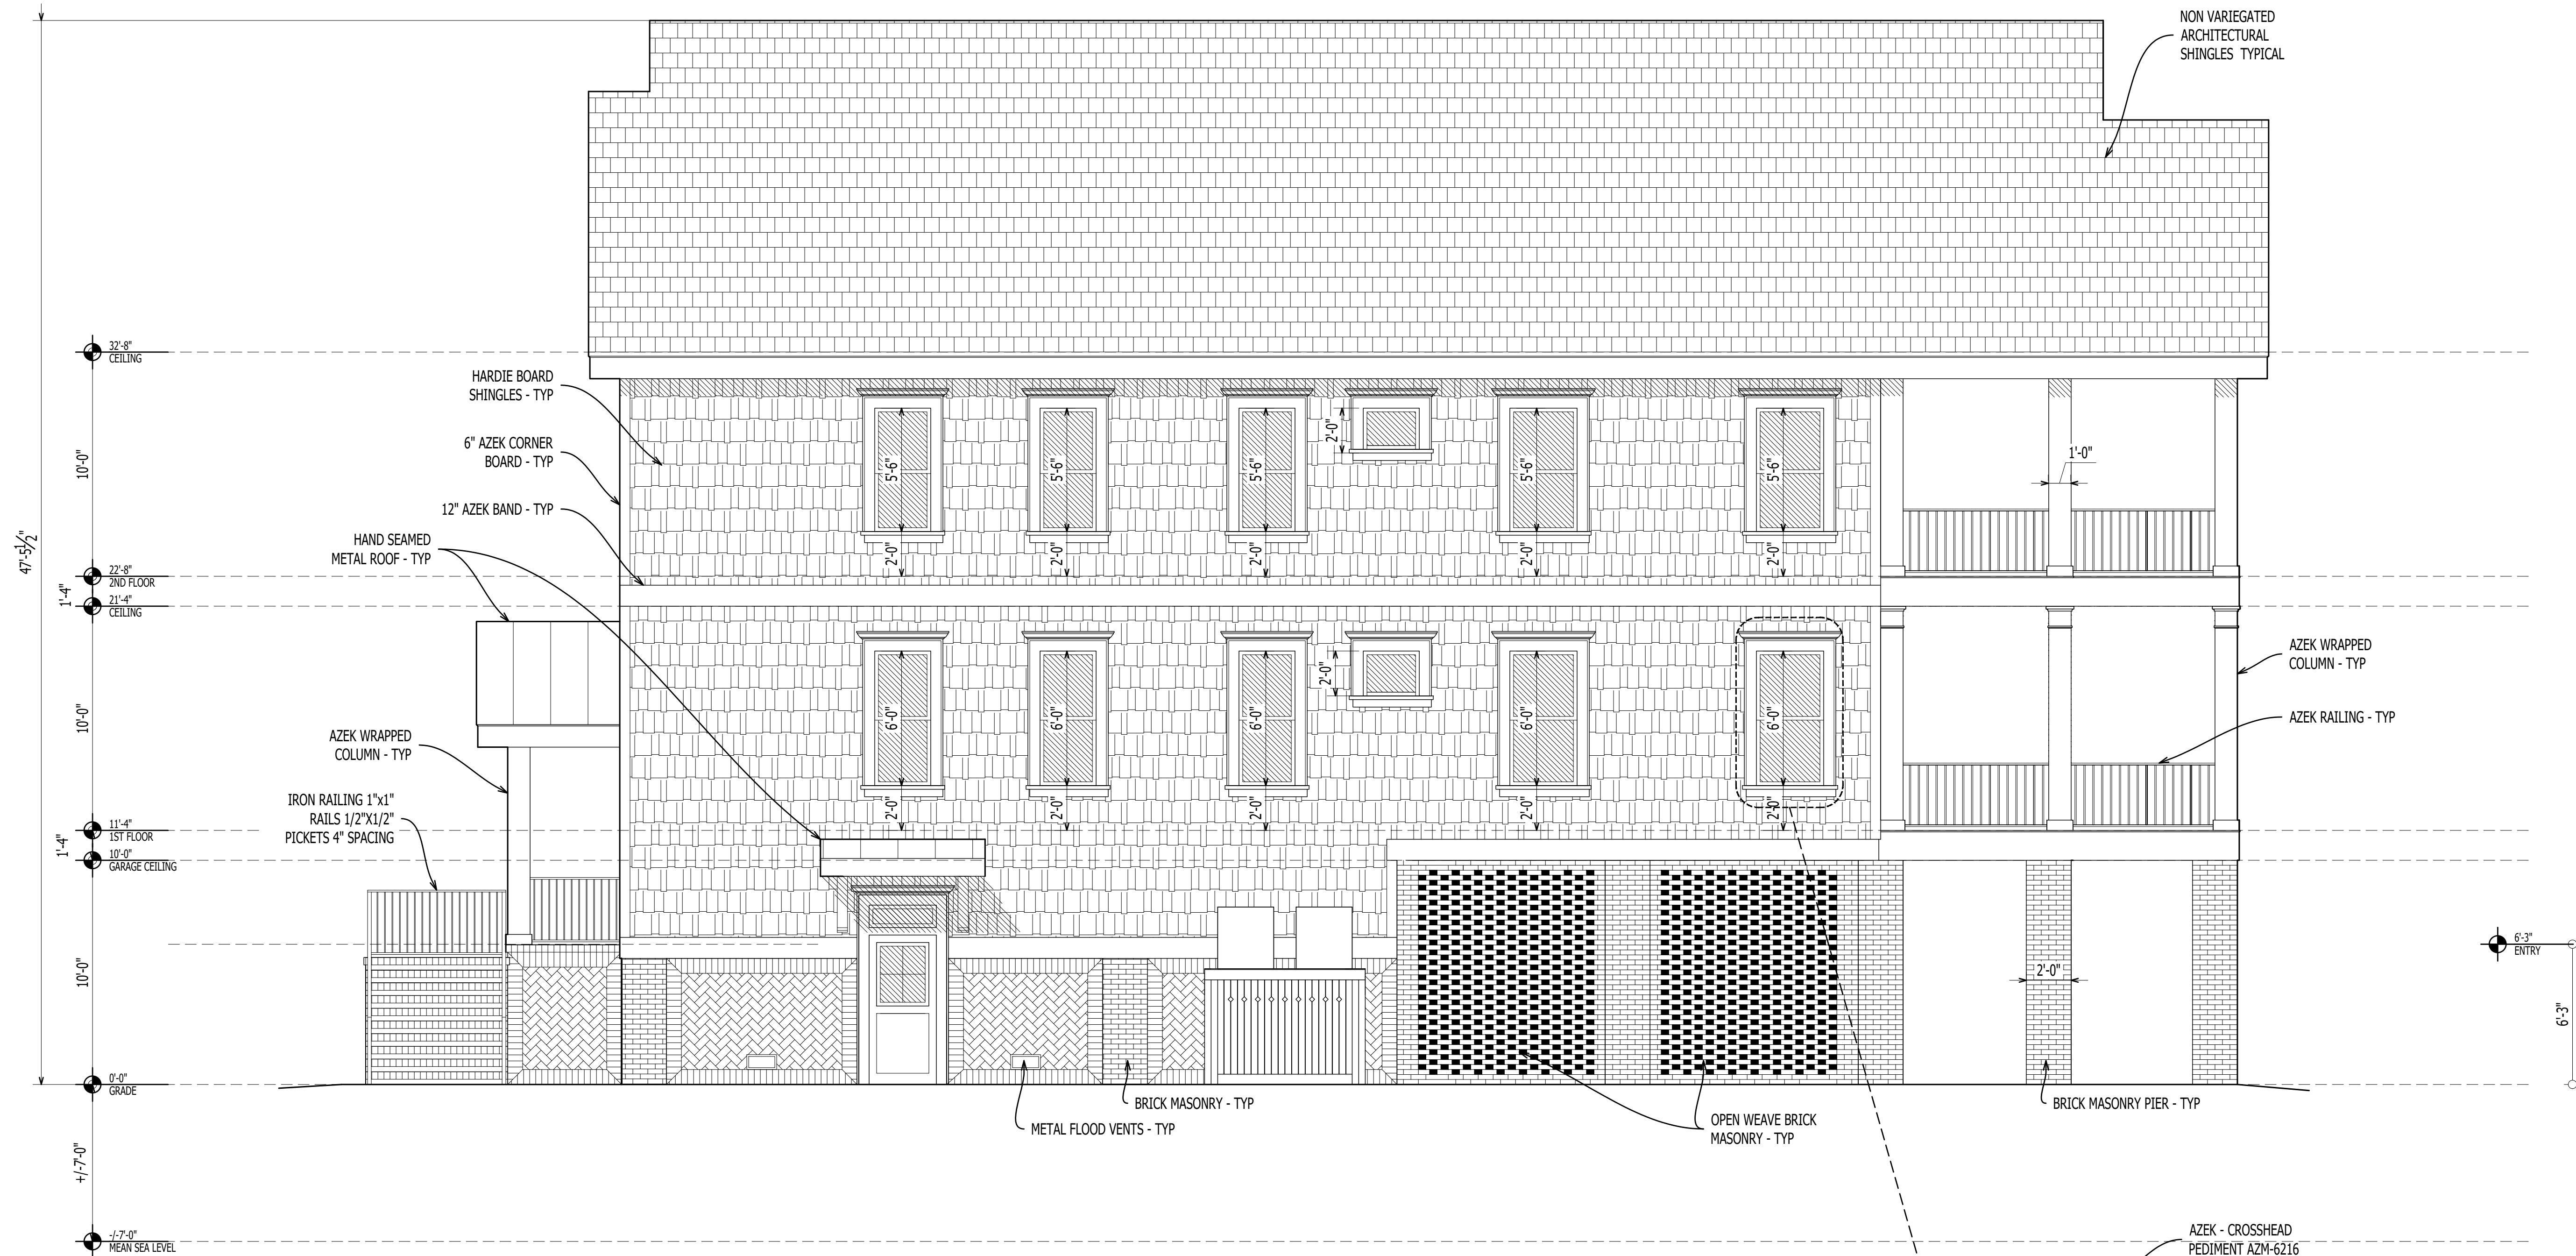 NON VARIEGATED
ARCHITECTURAL
SHINGLES  TYPICAL
47'-5½"
32'-8"
CEILING
10'-0"
22'-8"
2ND FLOOR
1'-4"
21'-4"
CEILING
10'-0"
11'-4"
1ST FLOOR
1'-4"
10'-0"
GARAGE CEILING
10'-0"
0'-0"
GRADE
+/-7'-0"
-/-7'-0"
MEAN SEA LEVEL
HARDIE BOARD
SHINGLES - TYP
6" AZEK CORNER
BOARD - TYP
12" AZEK BAND - TYP
HAND SEAMED
METAL ROOF - TYP
AZEK WRAPPED
COLUMN - TYP
IRON RAILING 1"x1"
RAILS 1/2"X1/2"
PICKETS 4" SPACING
5'-6"
5'-6"
5'-6"
2'-0"
5'-6"
5'-6"
1'-0"
2'-0"
2'-0"
2'-0"
2'-0"
2'-0"
6'-0"
6'-0"
6'-0"
2'-0"
6'-0"
6'-0"
2'-0"
2'-0"
2'-0"
2'-0"
2'-0"
AZEK WRAPPED
COLUMN - TYP
AZEK RAILING - TYP
2'-0"
6'-3"
ENTRY
6'-3"
BRICK MASONRY - TYP
METAL FLOOD VENTS - TYP
OPEN WEAVE BRICK
MASONRY - TYP
BRICK MASONRY PIER - TYP
AZEK - CROSSHEAD
PEDIMENT AZM-6216